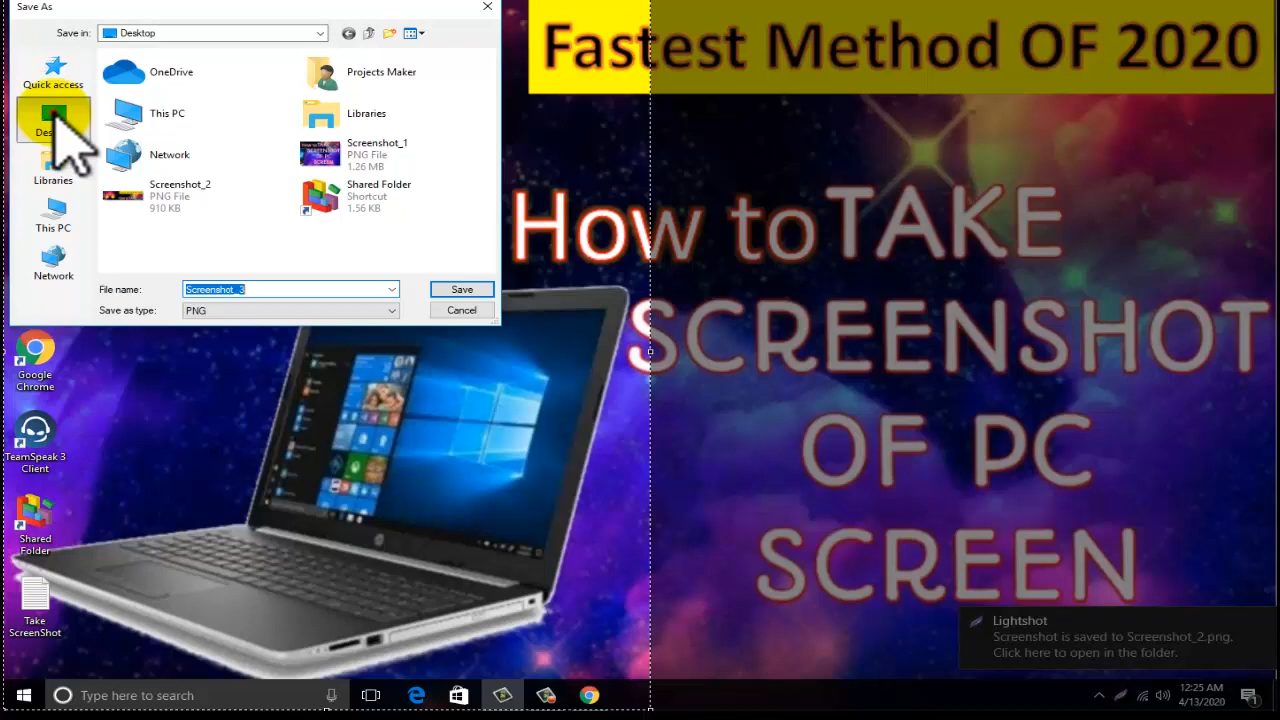 Save As
Save in:
Desktop
Quick access
Libraries
This PC
Network
OneDrive
Projects Maker
This PC
Libraries
Network
Screenshot_1
PNG File
1.26 MB
Screenshot_2
PNG File
910 KB
Shared Folder
Shortcut
1.56 KB
File name:
Screenshot_3
Save
Save as type:
PNG
Cancel
Fastest Method OF 2020
How to TAKE
SCREENSHOT
OF PC
SCREEN
Google
Chrome
TeamSpeak 3
Client
Shared
Folder
Take
ScreenShot
Lightshot
Screenshot is saved to Screenshot_2.png.
Click here to open in the folder.
Type here to search
12:25 AM
4/13/2020
1